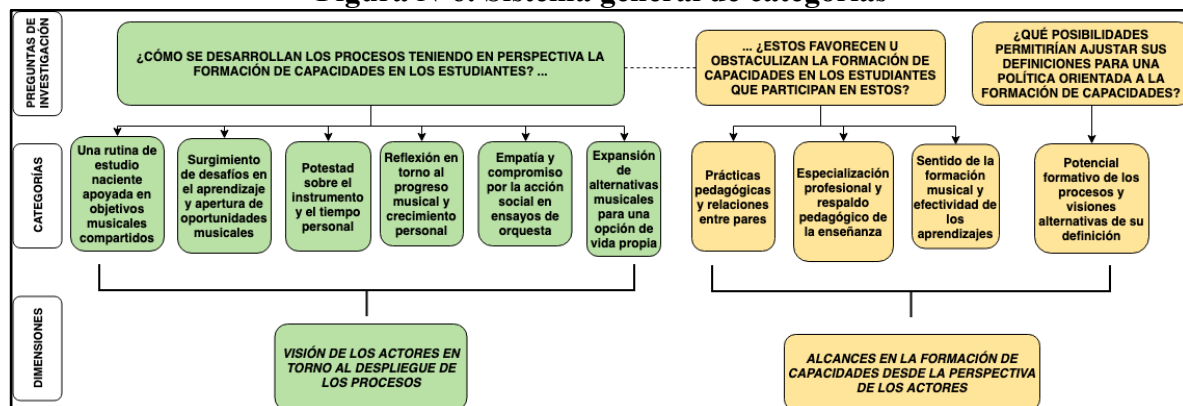 Figura N°6: Sistema general de categorías
PREGUNTAS DE
INVESTIGACIÓN
¿CÓMO SE DESARROLLAN LOS PROCESOS TENIENDO EN PERSPECTIVA LA
FORMACIÓN DE CAPACIDADES EN LOS ESTUDIANTES? ...
... ¿ESTOS FAVORECEN U
OBSTACULIZAN LA FORMACIÓN DE
CAPACIDADES EN LOS ESTUDIANTES
QUE PARTICIPAN EN ESTOS?
¿QUÉ POSIBILIDADES
PERMITIRÍAN AJUSTAR SUS
DEFINICIONES PARA UNA
POLÍTICA ORIENTADA A LA
FORMACIÓN DE CAPACIDADES?
CATEGORÍAS
Una rutina de
estudio
naciente
apoyada en
objetivos
musicales
compartidos
Surgimiento
de desafíos en
el aprendizaje
y apertura de
oportunidades
musicales
Potestad
sobre el
instrumento
y el tiempo
personal
Reflexión en
torno al
progreso
musical y
crecimiento
personal
Empatía y
compromiso
por la acción
social en
ensayos de
orquesta
Expansión
de
alternativas
musicales
para una
opción de
vida propia
Prácticas
pedagógicas
y relaciones
entre pares
Especialización
profesional y
respaldo
pedagógico de
la enseñanza
Sentido de la
formación
musical y
efectividad de
los
aprendizajes
Potencial
formativo de los
procesos y
visiones
alternativas de su
definición
DIMENSIONES
VISIÓN DE LOS ACTORES EN
TORNO AL DESPLIEGUE DE
LOS PROCESOS
ALCANCES EN LA FORMACIÓN DE
CAPACIDADES DESDE LA PERSPECTIVA
DE LOS ACTORES